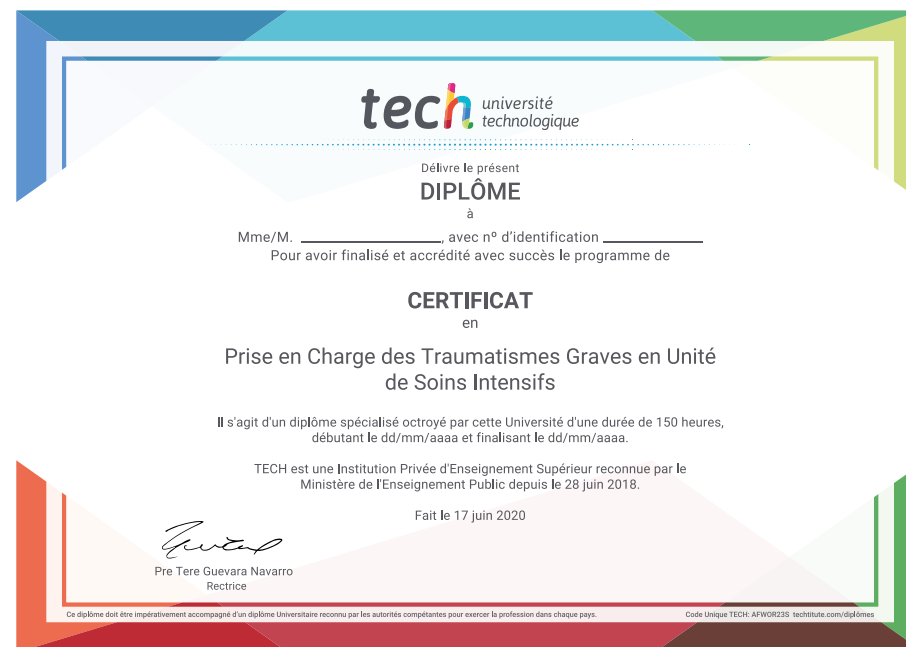 tech université
technologique
Délivre le présent
DIPLÔME
à
Mme/M. ____________________, avec nº d'identification ______________
Pour avoir finalisé et accrédité avec succès le programme de
CERTIFICAT
en
Prise en Charge des Traumatismes Graves en Unité
de Soins Intensifs
Il s'agit d'un diplôme spécialisé octroyé par cette Université d'une durée de 150 heures,
débutant le dd/mm/aaaa et finalisant le dd/mm/aaaa.
TECH est une Institution Privée d'Enseignement Supérieur reconnue par le
Ministère de l'Enseignement Public depuis le 28 juin 2018.
Fait le 17 juin 2020
Pre Tere Guevara Navarro
Rectrice
Ce diplôme doit être impérativement accompagné d'un diplôme Universitaire reconnu par les autorités compétantes pour exercer la profession dans chaque pays.
Code Unique TECH: AFWOR23S techtitute.com/diplômes